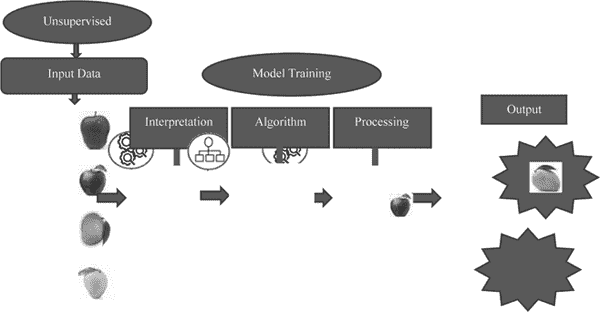 Unsupervised
Input Data
Model Training
Interpretation
Algorithm
Processing
Output